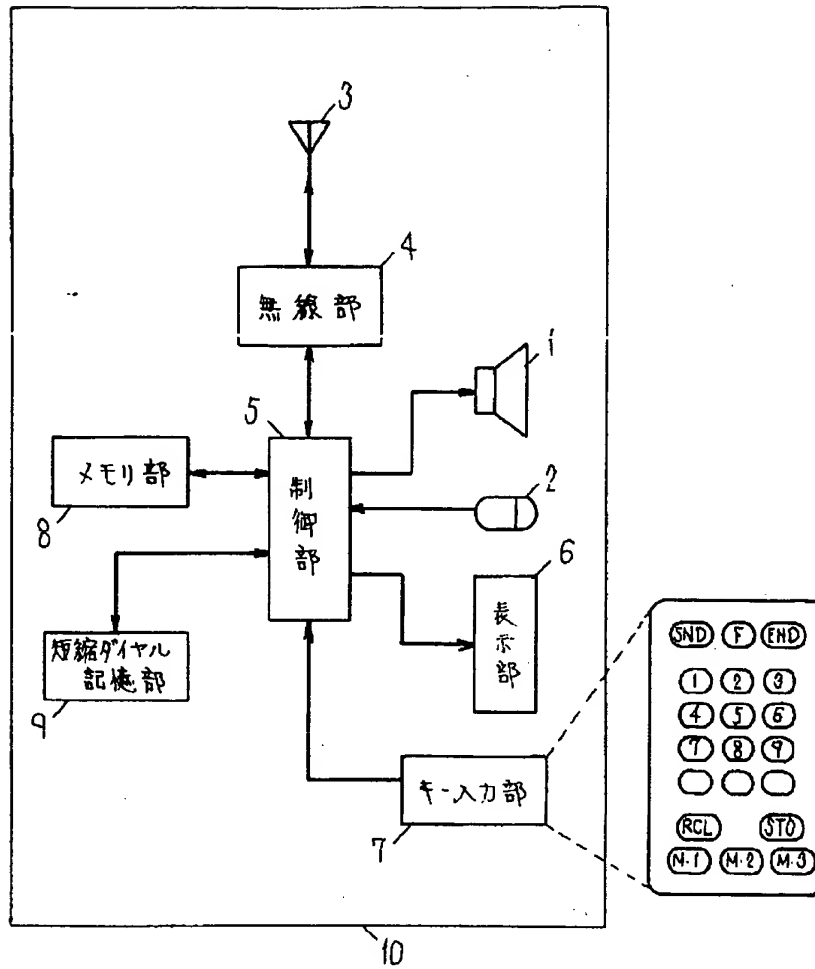 3
4
無線部
1
5
メモリ部
8
制御部
2
6
表示部
短縮ダイヤル
記憶部
9
キー入力部
7
SND F END
1 2 3
4 5 6
7 8 9
RCL STO
M.1 M.2 M.3
10